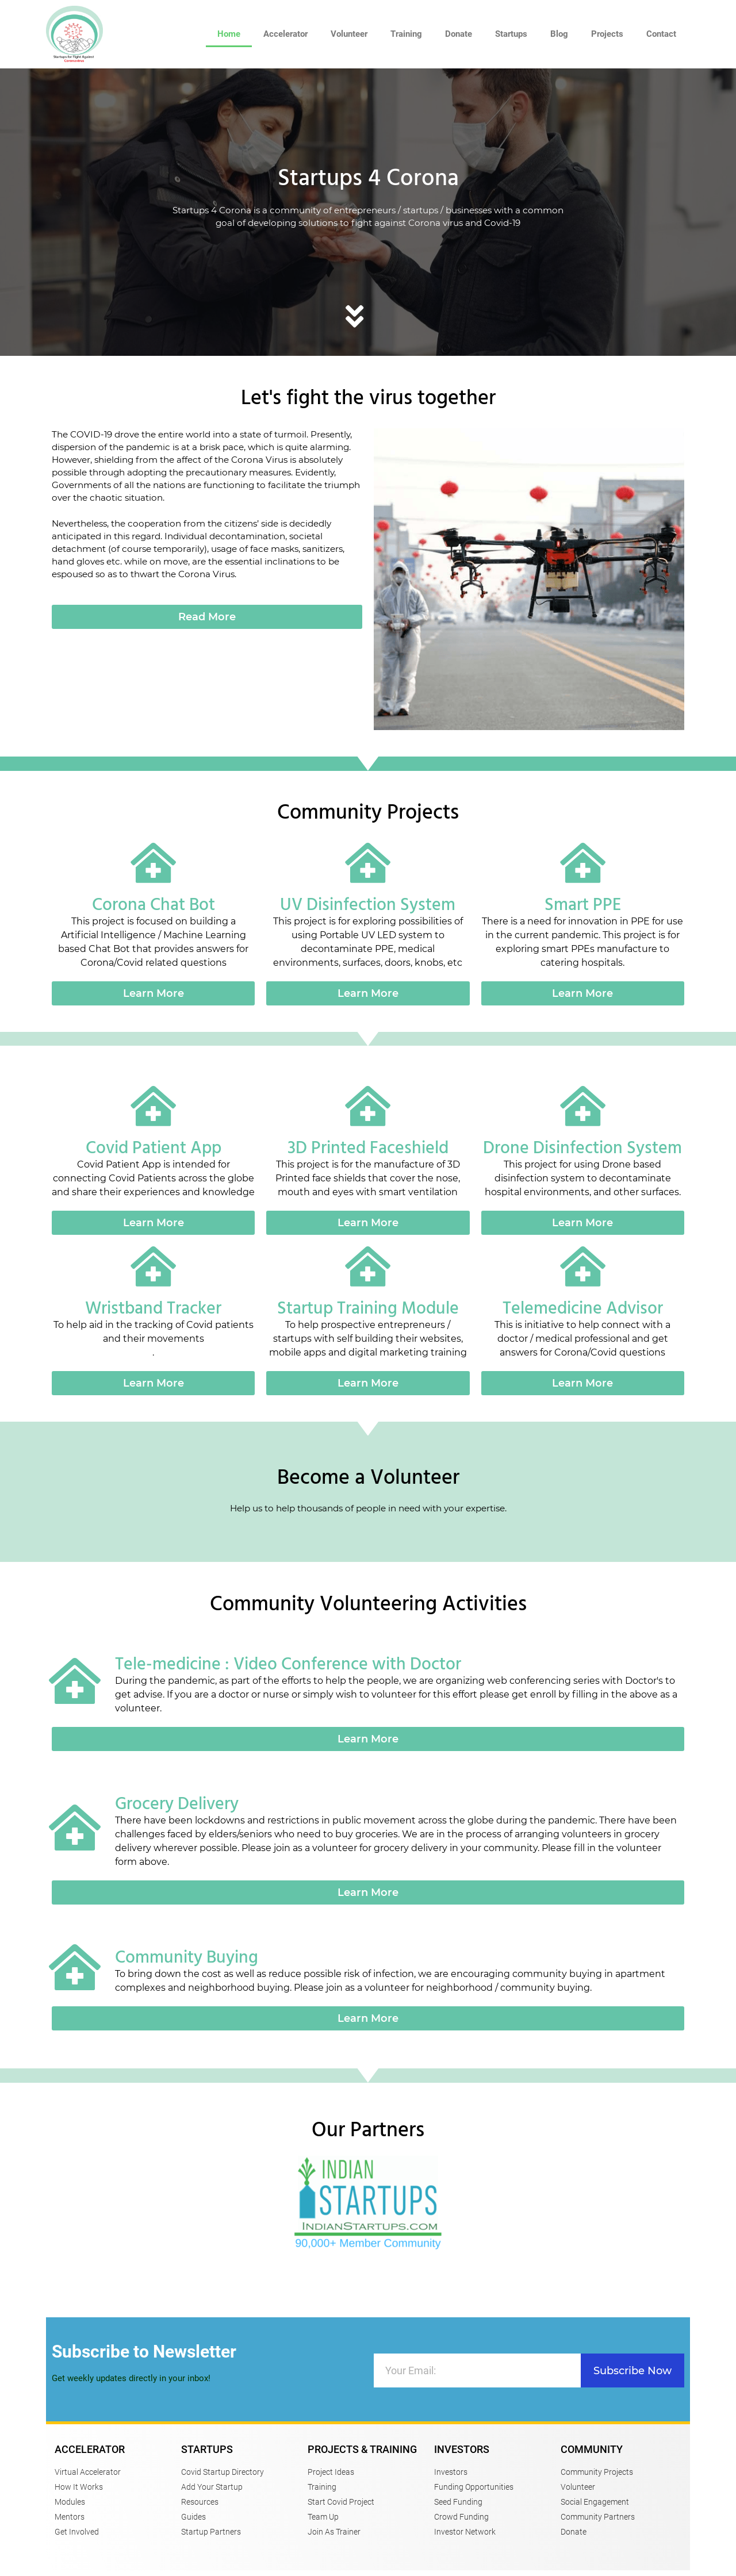 Startups for Fight Against
Coronavirus
Home Accelerator Volunteer Training Donate Startups Blog Projects Contact
Startups 4 Corona
Startups 4 Corona is a community of entrepreneurs / startups / businesses with a common
goal of developing solutions to fight against Corona virus and Covid-19
Let's fight the virus together
The COVID-19 drove the entire world into a state of turmoil. Presently,
dispersion of the pandemic is at a brisk pace, which is quite alarming.
However, shielding from the affect of the Corona Virus is absolutely
possible through adopting the precautionary measures. Evidently,
Governments of all the nations are functioning to facilitate the triumph
over the chaotic situation.
Nevertheless, the cooperation from the citizens' side is decidedly
anticipated in this regard. Individual decontamination, societal
detachment (of course temporarily), usage of face masks, sanitizers,
hand gloves etc. while on move, are the essential inclinations to be
espoused so as to thwart the Corona Virus.
Read More
Community Projects
Corona Chat Bot
This project is focused on building a
Artificial Intelligence / Machine Learning
based Chat Bot that provides answers for
Corona/Covid related questions
Learn More
UV Disinfection System
This project is for exploring possibilities of
using Portable UV LED system to
decontaminate PPE, medical
environments, surfaces, doors, knobs, etc
Learn More
Smart PPE
There is a need for innovation in PPE for use
in the current pandemic. This project is for
exploring smart PPEs manufacture to
catering hospitals.
Learn More
Covid Patient App
Covid Patient App is intended for
connecting Covid Patients across the globe
and share their experiences and knowledge
Learn More
3D Printed Faceshield
This project is for the manufacture of 3D
Printed face shields that cover the nose,
mouth and eyes with smart ventilation
Learn More
Drone Disinfection System
This project for using Drone based
disinfection system to decontaminate
hospital environments, and other surfaces.
Learn More
Wristband Tracker
To help aid in the tracking of Covid patients
and their movements
.
Learn More
Startup Training Module
To help prospective entrepreneurs /
startups with self building their websites,
mobile apps and digital marketing training
Learn More
Telemedicine Advisor
This is initiative to help connect with a
doctor / medical professional and get
answers for Corona/Covid questions
Learn More
Become a Volunteer
Help us to help thousands of people in need with your expertise.
Community Volunteering Activities
Tele-medicine : Video Conference with Doctor
During the pandemic, as part of the efforts to help the people, we are organizing web conferencing series with Doctor's to
get advise. If you are a doctor or nurse or simply wish to volunteer for this effort please get enroll by filling in the above as a
volunteer.
Learn More
Grocery Delivery
There have been lockdowns and restrictions in public movement across the globe during the pandemic. There have been
challenges faced by elders/seniors who need to buy groceries. We are in the process of arranging volunteers in grocery
delivery wherever possible. Please join as a volunteer for grocery delivery in your community. Please fill in the volunteer
form above.
Learn More
Community Buying
To bring down the cost as well as reduce possible risk of infection, we are encouraging community buying in apartment
complexes and neighborhood buying. Please join as a volunteer for neighborhood / community buying.
Learn More
Our Partners
INDIAN
STARTUPS
INDIANSTARTUPS.COM
90,000+ Member Community
Subscribe to Newsletter
Get weekly updates directly in your inbox!
Your Email:
Subscribe Now
ACCELERATOR
Virtual Accelerator
How It Works
Modules
Mentors
Get Involved
STARTUPS
Covid Startup Directory
Add Your Startup
Resources
Guides
Startup Partners
PROJECTS & TRAINING
Project Ideas
Training
Start Covid Project
Team Up
Join As Trainer
INVESTORS
Investors
Funding Opportunities
Seed Funding
Crowd Funding
Investor Network
COMMUNITY
Community Projects
Volunteer
Social Engagement
Community Partners
Donate